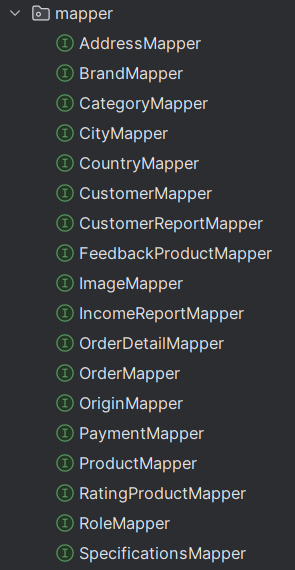 mapper
AddressMapper
BrandMapper
CategoryMapper
CityMapper
CountryMapper
CustomerMapper
CustomerReportMapper
FeedbackProductMapper
ImageMapper
IncomeReportMapper
OrderDetailMapper
OrderMapper
OriginMapper
PaymentMapper
ProductMapper
RatingProductMapper
RoleMapper
SpecificationsMapper